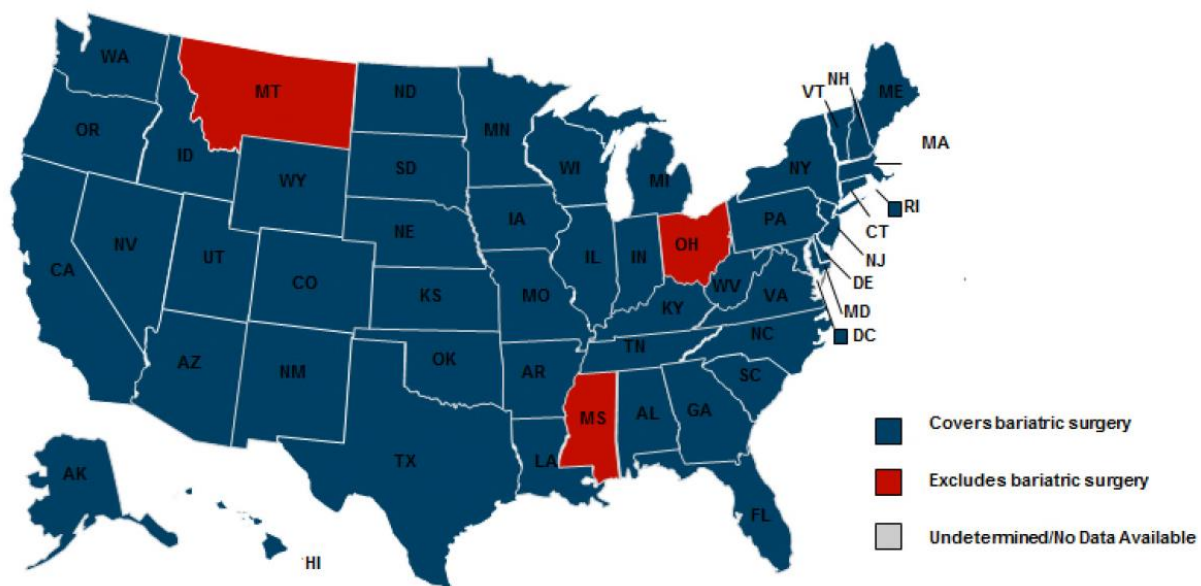 WA
MT
ND
MN
VT
NH
ME
OR
ID
WY
SD
WI
MI
NY
MA
RI
CT
NJ
DE
MD
DC
NV
UT
CO
NE
IA
IL
IN
OH
PA
CA
KS
MO
KY
WV
VA
AZ
NM
OK
AR
TN
NC
SC
TX
LA
MS
AL
GA
FL
AK
HI
Covers bariatric surgery
Excludes bariatric surgery
Undetermined/No Data Available